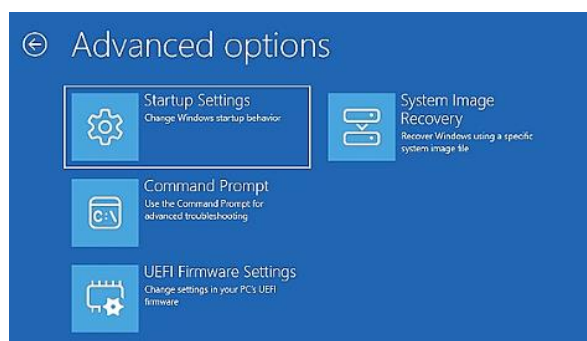 Advanced options
Startup Settings
Change Windows startup behavior
Command Prompt
Use the Command Prompt for
advanced troubleshooting
C:\
UEFI Firmware Settings
Change settings in your PC's UEFI
firmware
System Image
Recovery
Recover Windows using a specific
system image file